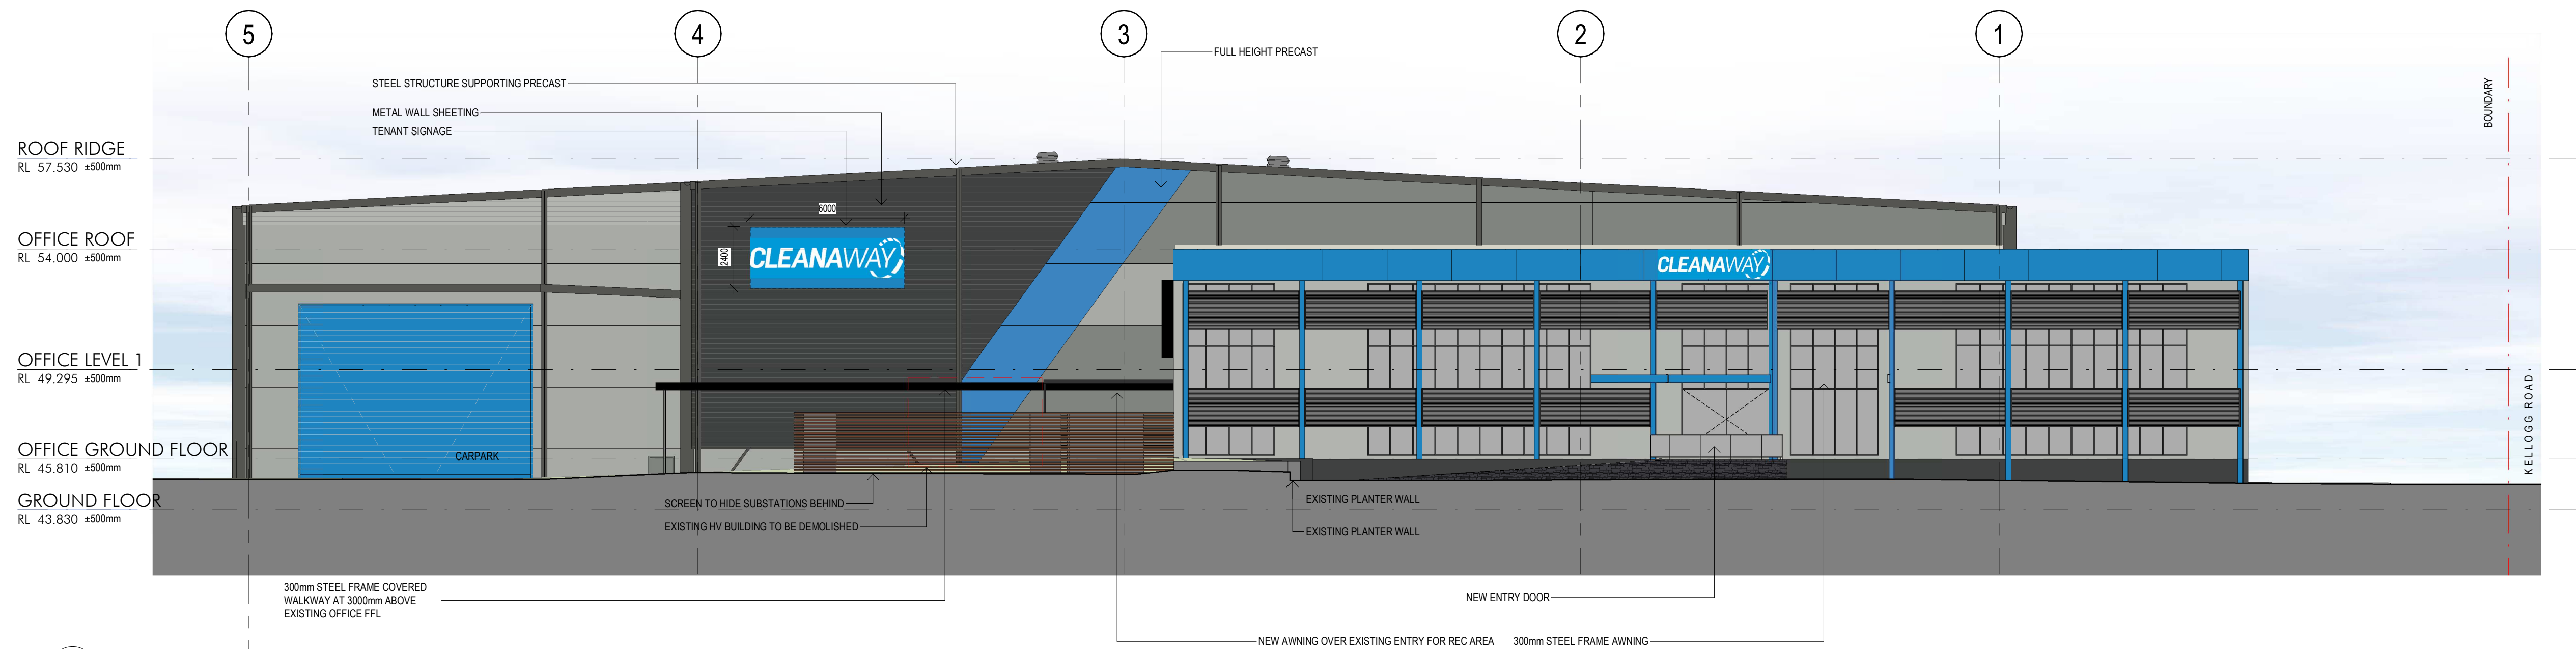 5
4
3
2
1
FULL HEIGHT PRECAST
STEEL STRUCTURE SUPPORTING PRECAST
METAL WALL SHEETING
TENANT SIGNAGE
BOUNDARY
ROOF RIDGE
RL 57.530 ±500mm
6000
2400
OFFICE ROOF
RL 54.000 ±500mm
CLEANAWAY
CLEANAWAY
OFFICE LEVEL 1
RL 49.295 ±500mm
KELLOGG ROAD
OFFICE GROUND FLOOR
RL 45.810 ±500mm
CARPARK
GROUND FLOOR
RL 43.830 ±500mm
SCREEN TO HIDE SUBSTATIONS BEHIND
EXISTING HV BUILDING TO BE DEMOLISHED
EXISTING PLANTER WALL
EXISTING PLANTER WALL
300mm STEEL FRAME COVERED
WALKWAY AT 3000mm ABOVE
EXISTING OFFICE FFL
NEW ENTRY DOOR
NEW AWNING OVER EXISTING ENTRY FOR REC AREA
300mm STEEL FRAME AWNING